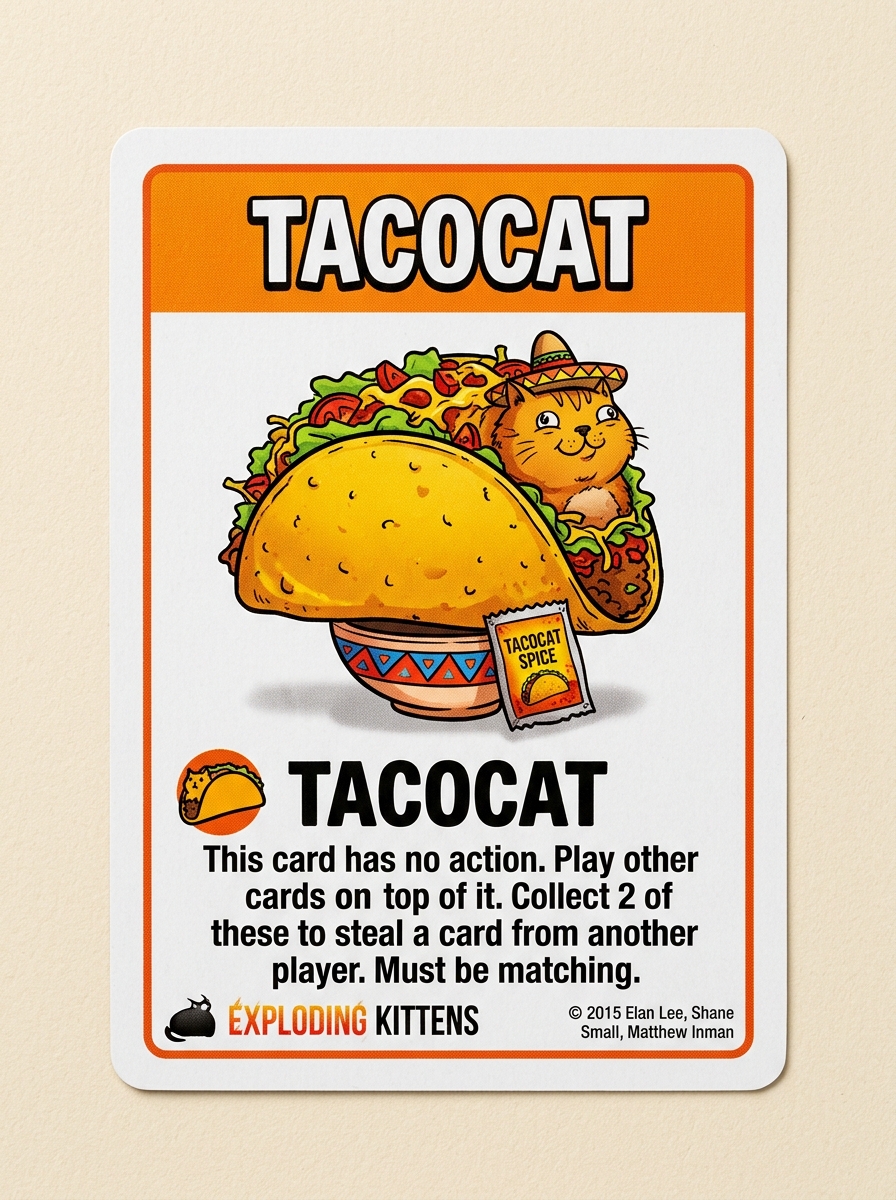 TACOCAT
TACOCAT
SPICE
TACOCAT
This card has no action. Play other
cards on top of it. Collect 2 of
these to steal a card from another
player. Must be matching.
EXPLODING KITTENS
© 2015 Elan Lee, Shane
Small, Matthew Inman